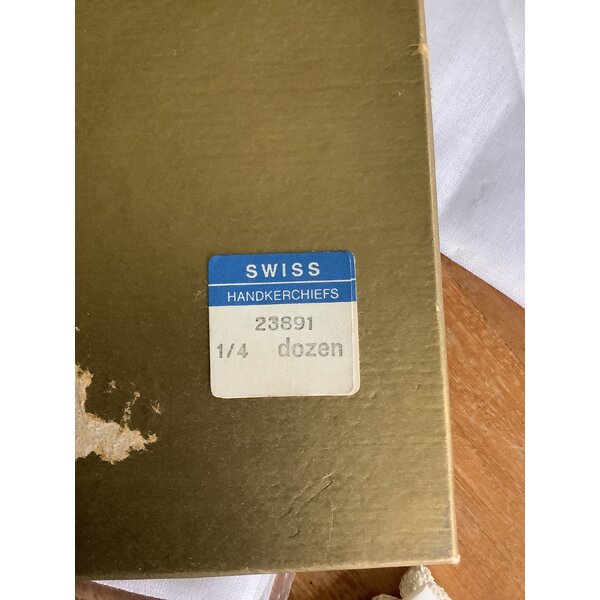 SWISS
HANDKERCHIEFS
23891
1/4 dozen